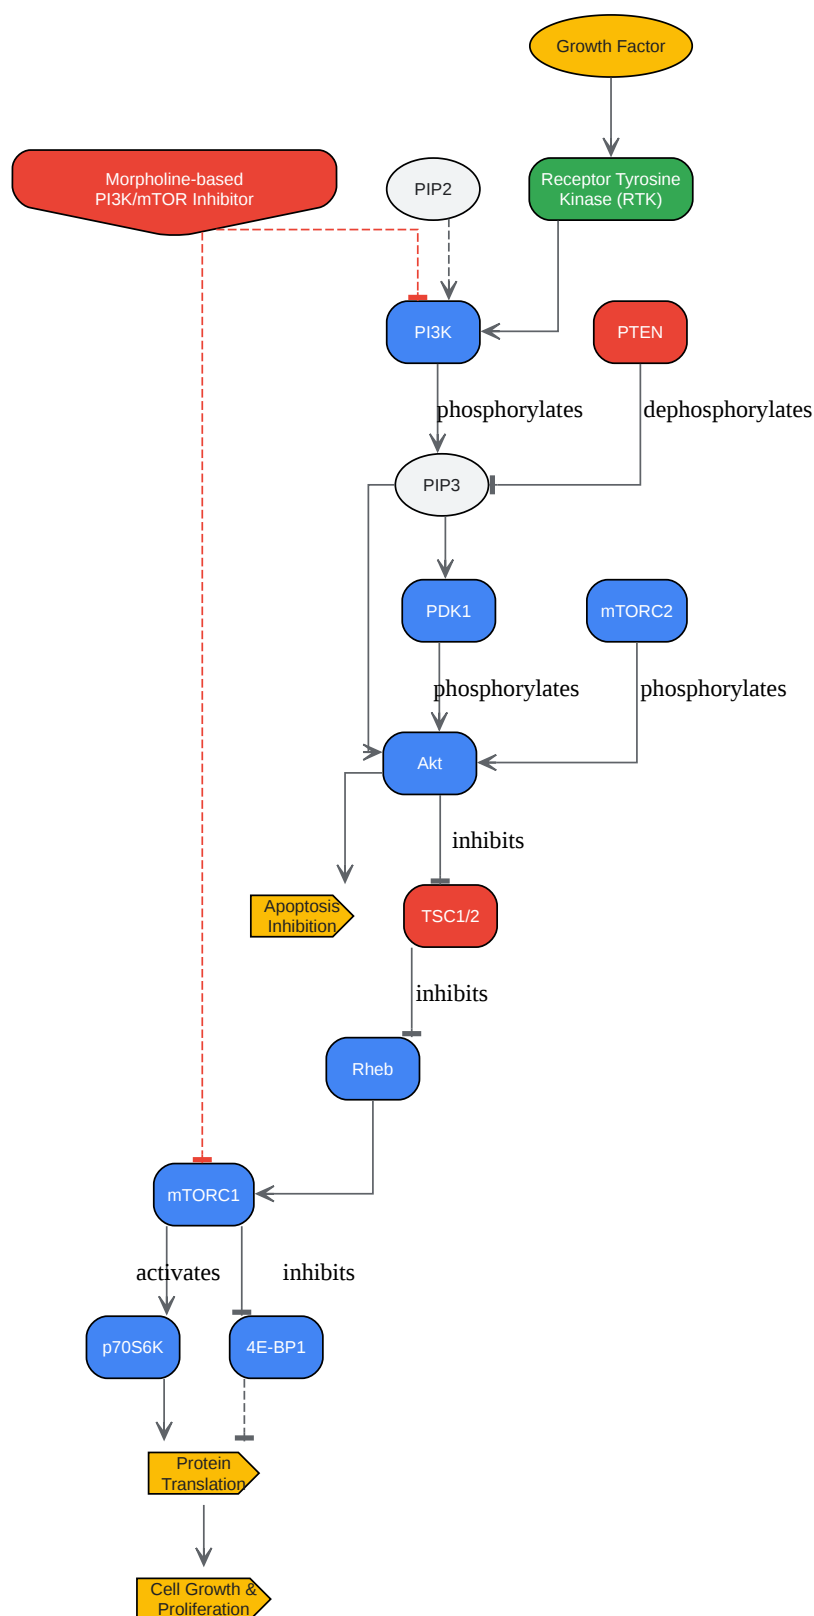 Growth Factor
Morpholine-based
PI3K/mTOR Inhibitor
PIP2
Receptor Tyrosine
Kinase (RTK)
PI3K
PTEN
phosphorylates
dephosphorylates
PIP3
PDK1
mTORC2
phosphorylates
phosphorylates
Akt
inhibits
Apoptosis
Inhibition
TSC1/2
inhibits
Rheb
mTORC1
activates
inhibits
p70S6K
4E-BP1
Protein
Translation
Cell Growth &
Proliferation